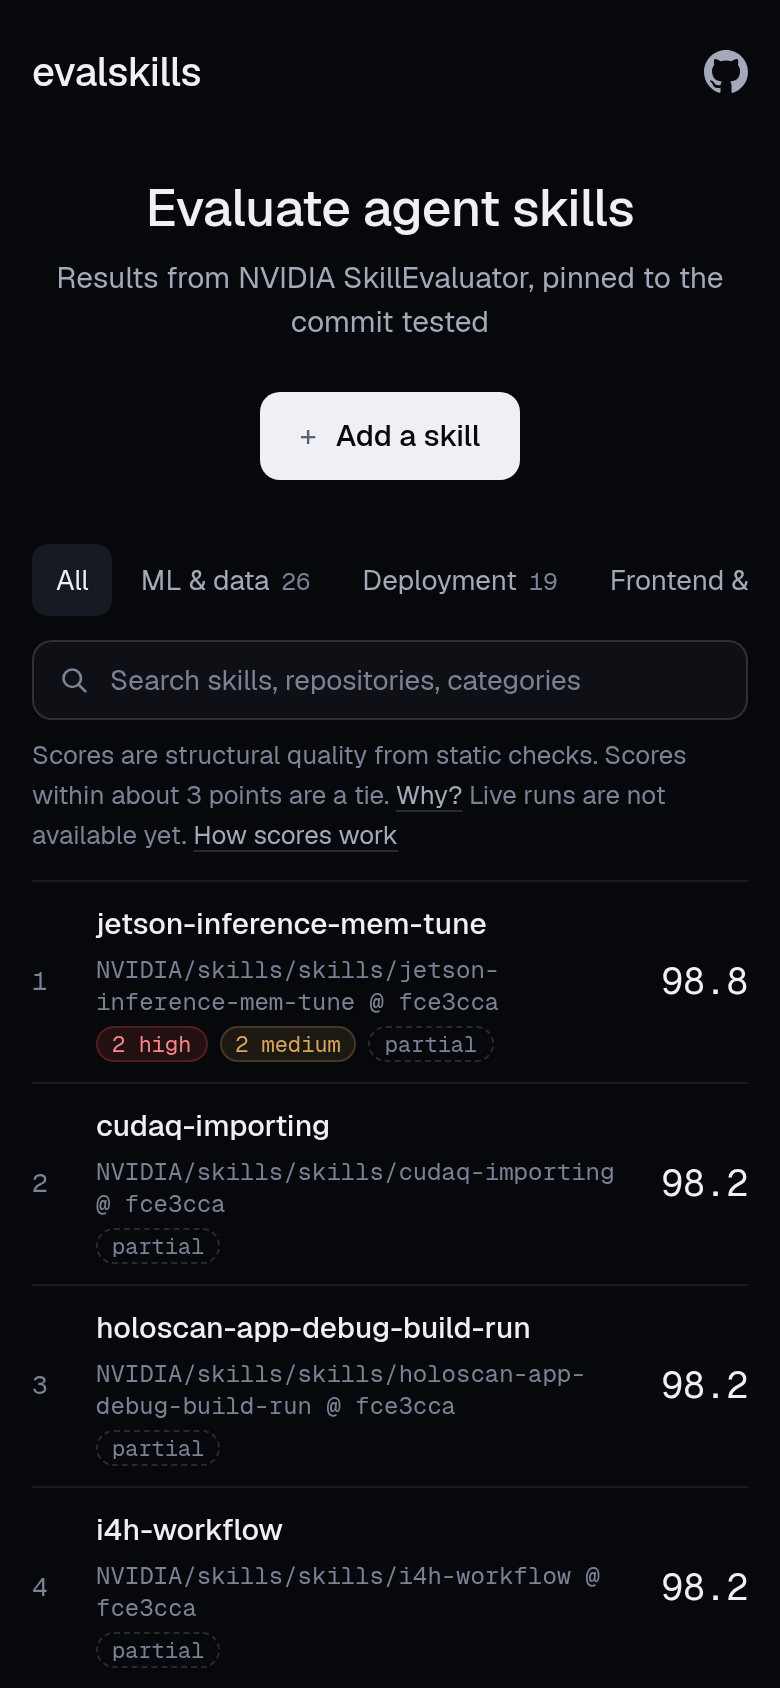 evalskills
Evaluate agent skills
Results from NVIDIA SkillEvaluator, pinned to the
commit tested
+ Add a skill
All ML & data 26 Deployment 19 Frontend &
Search skills, repositories, categories
Scores are structural quality from static checks. Scores
within about 3 points are a tie. Why? Live runs are not
available yet. How scores work
jetson-inference-mem-tune
1 NVIDIA/skills/skills/jetson-
inference-mem-tune @ fce3cca 98.8
2 high 2 medium partial
cudaq-importing
2 NVIDIA/skills/skills/cudaq-importing 98.2
@ fce3cca
partial
holoscan-app-debug-build-run
3 NVIDIA/skills/skills/holoscan-app- 98.2
debug-build-run @ fce3cca
partial
i4h-workflow
4 NVIDIA/skills/skills/i4h-workflow @ 98.2
fce3cca
partial